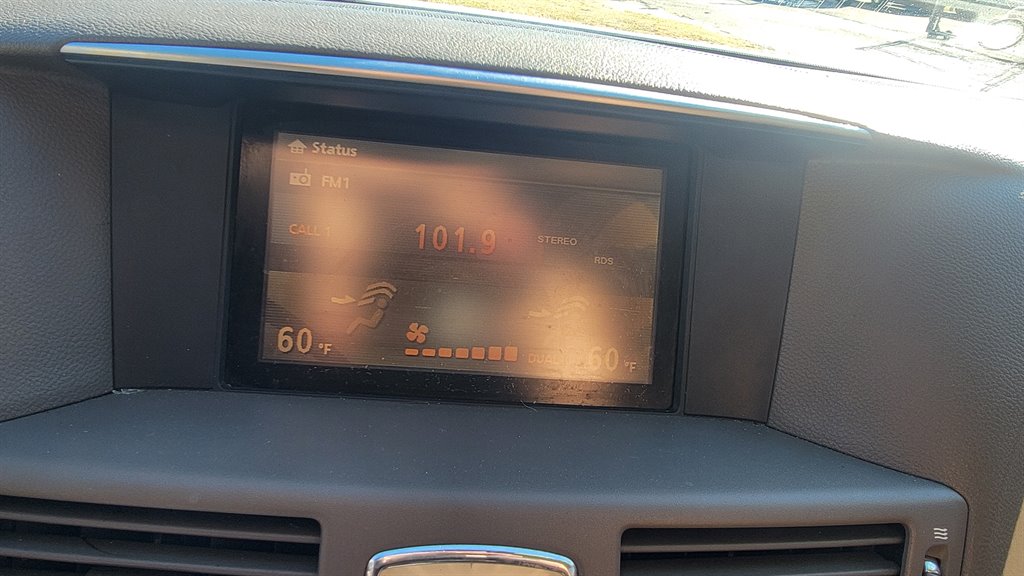 Status
FM1
CALL 1 101.9 STEREO
RDS
60 °F DUAL 60 °F